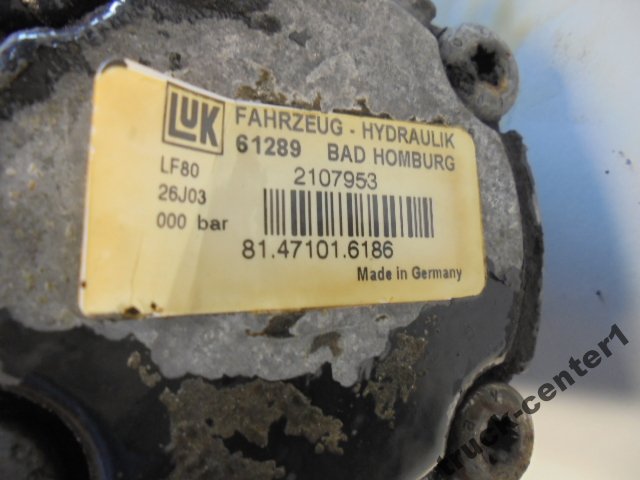 LUK
FAHRZEUG - HYDRAULIK
61289 BAD HOMBURG
LF80
26J03
000 bar
2107953
81.47101.6186
Made in Germany
truck-center1